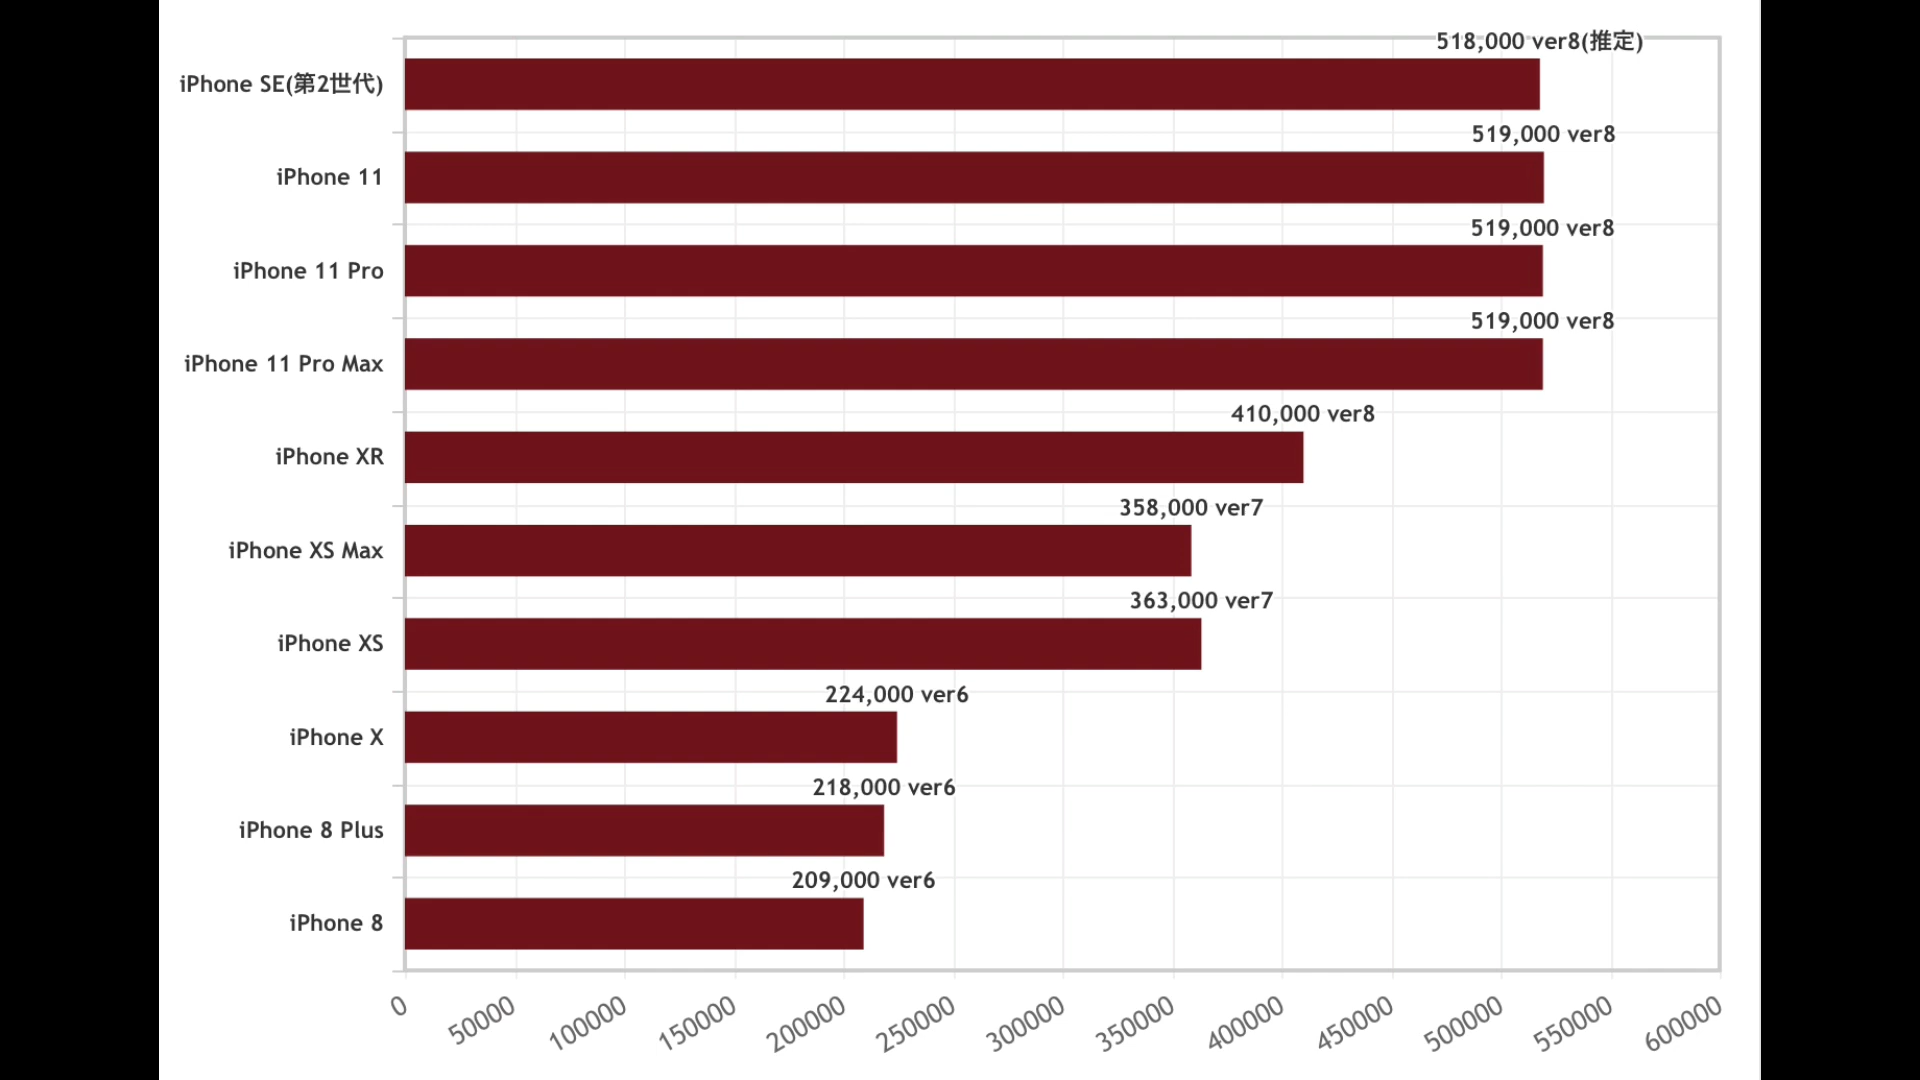 518,000 ver8(推定)
iPhone SE(第2世代)
519,000 ver8
iPhone 11
519,000 ver8
iPhone 11 Pro
519,000 ver8
iPhone 11 Pro Max
410,000 ver8
iPhone XR
358,000 ver7
iPhone XS Max
363,000 ver7
iPhone XS
224,000 ver6
iPhone X
218,000 ver6
iPhone 8 Plus
209,000 ver6
iPhone 8
0 50000 100000 150000 200000 250000 300000 350000 400000 450000 500000 550000 600000